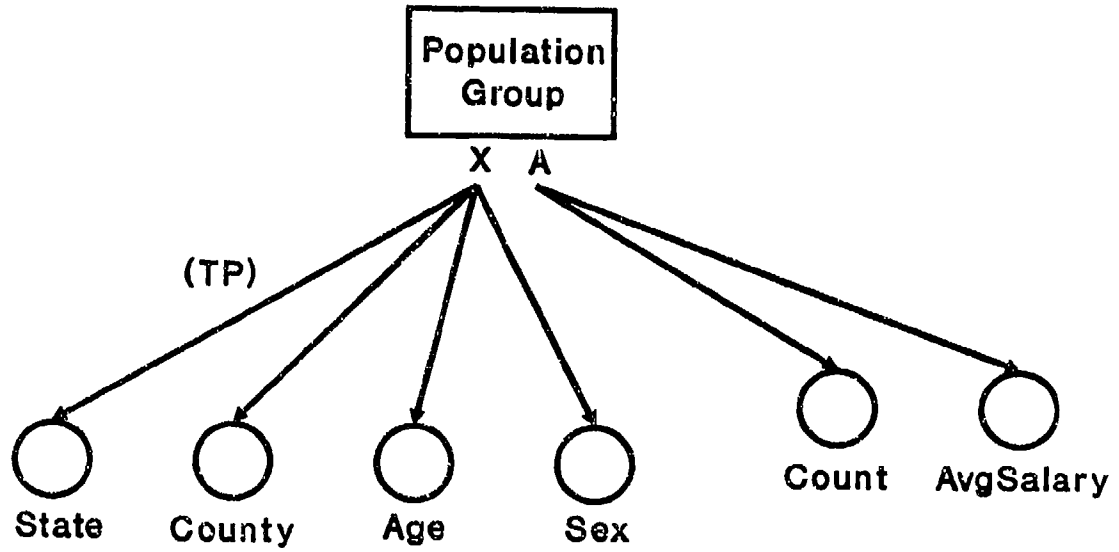 Population
Group
X A
(TP)
Count AvgSalary
State County Age Sex